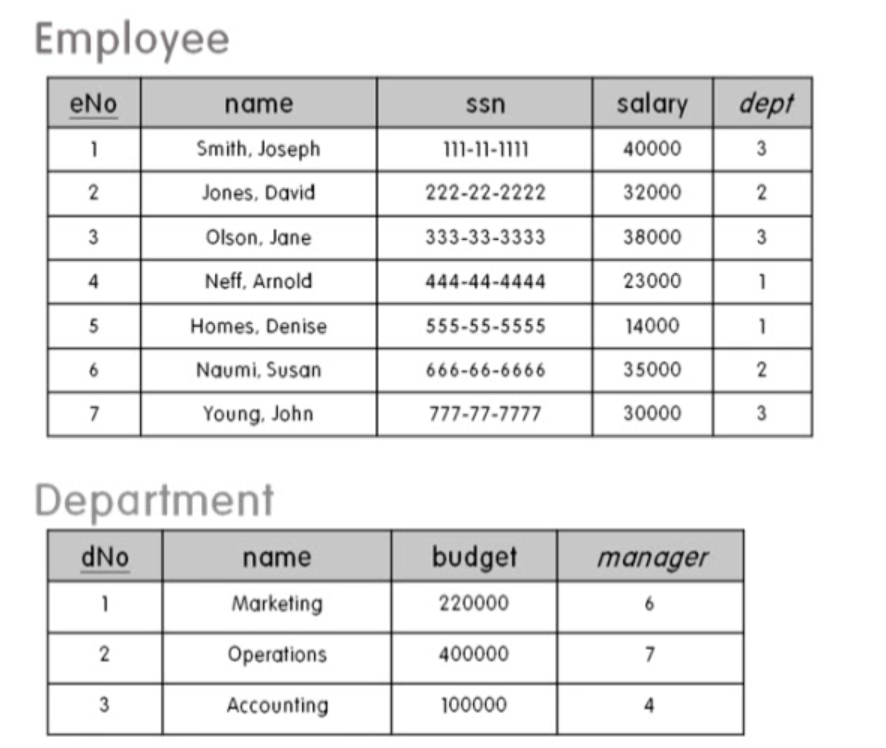 Employee
eNo name ssn salary dept
1 Smith, Joseph 111-11-1111 40000 3
2 Jones, David 222-22-2222 32000 2
3 Olson, Jane 333-33-3333 38000 3
4 Neff, Arnold 444-44-4444 23000 1
5 Homes, Denise 555-55-5555 14000 1
6 Naumi, Susan 666-66-6666 35000 2
7 Young, John 777-77-7777 30000 3
Department
dNo name budget manager
1 Marketing 220000 6
2 Operations 400000 7
3 Accounting 100000 4